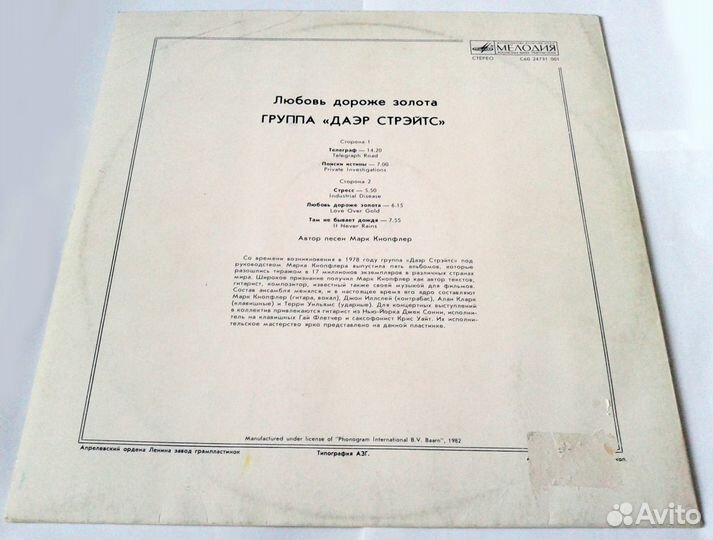 МЕЛОДИЯ
СТЕРЕО С60 24731 001
Любовь дороже золота
ГРУППА «ДАЭР СТРЭЙТС»
Сторона 1
Телеграф — 14.20
Telegraph Road
Поиски истины — 7.00
Private Investigations
Сторона 2
Стресс — 5.50
Industrial Disease
Любовь дороже золота — 6.15
Love Over Gold
Там не бывает дождя — 7.55
It Never Rains
Автор песен Марк Кнопфлер
Со времени возникновения в 1978 году группа «Даэр Стрэйтс» под
руководством Марка Кнопфлера выпустила пять альбомов, которые
разошлись тиражом в 17 миллионов экземпляров в различных странах
мира. Широкое признание получил Марк Кнопфлер как автор текстов,
гитарист, композитор, известный также своей музыкой для фильмов.
Состав ансамбля менялся, и в настоящее время его ядро составляют
Марк Кнопфлер (гитара, вокал), Джон Иллслей (контрабас), Алан Кларк
(клавишные) и Терри Уильямс (ударные). Для концертных выступлений
в коллектив привлекаются гитарист из Нью-Йорка Джек Сонни, исполни-
тель на клавишных Гай Флетчер и саксофонист Крис Уайт. Их исполни-
тельское мастерство ярко представлено на данной пластинке.
Manufactured under license of "Phonogram International B.V. Baarn", 1982
Апрелевский ордена Ленина завод грампластинок Типография АЗГ. коп.
Avito